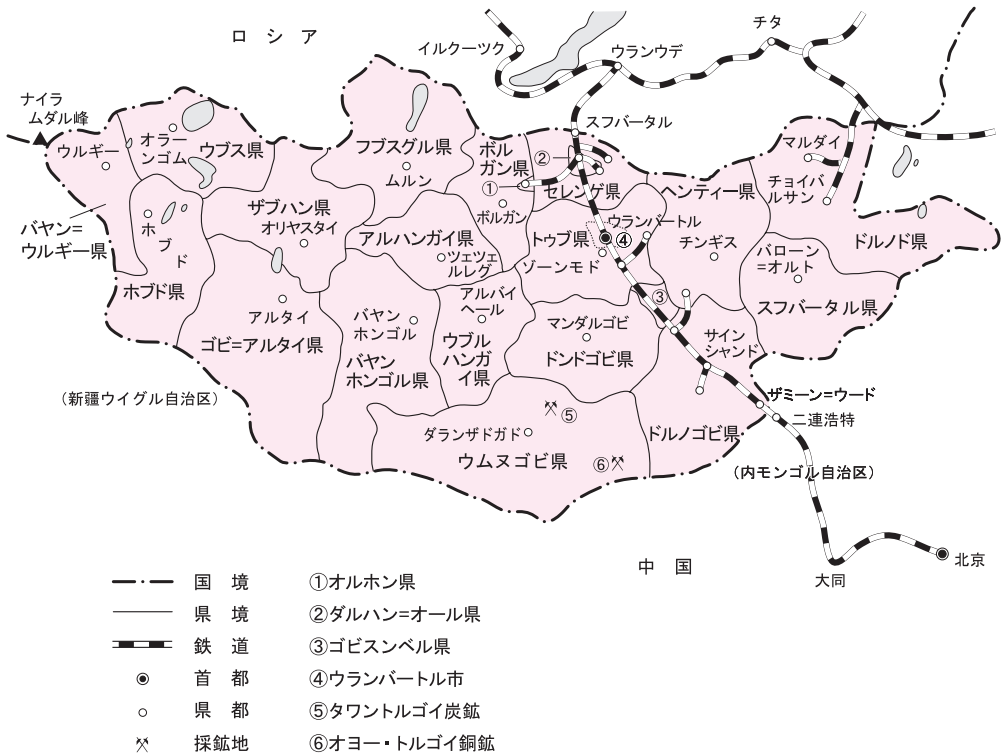 ロシア
イルクーツク
ウランウデ
チタ
ナイラ
ムダル峰
スフバータル
ウルギー
オラー
ンゴム
ウブス県
フブスグル県
ムルン
ボル
ガン県
②
①
セレンゲ県
ヘンティー県
マルダイ
チョイバ
ルサン
バヤン=
ウルギー県
ホブド
ザブハン県
オリヤスタイ
ボルガン
アルハンガイ県
ツェツェ
ルレグ
トゥブ県
ウランバートル
④
ゾーンモド
チンギス
バローン
=オルト
ドルノド県
ホブド県
アルタイ
ゴビ=アルタイ県
バヤン
ホンゴル
バヤン
ホンゴル県
アルバイ
ヘール
ウブル
ハンガ
イ県
マンダルゴビ
ドンドゴビ県
③
サイン
シャンド
スフバータル県
(新疆ウイグル自治区)
⑤
ダランザドガド
ウムヌゴビ県
⑥
ドルノゴビ県
ザミーン=ウード
二連浩特
(内モンゴル自治区)
中国
大同
北京
国境
県境
鉄道
首都
県都
採鉱地
①オルホン県
②ダルハン=オール県
③ゴビスンベル県
④ウランバートル市
⑤タワントルゴイ炭鉱
⑥オヨー・トルゴイ銅鉱